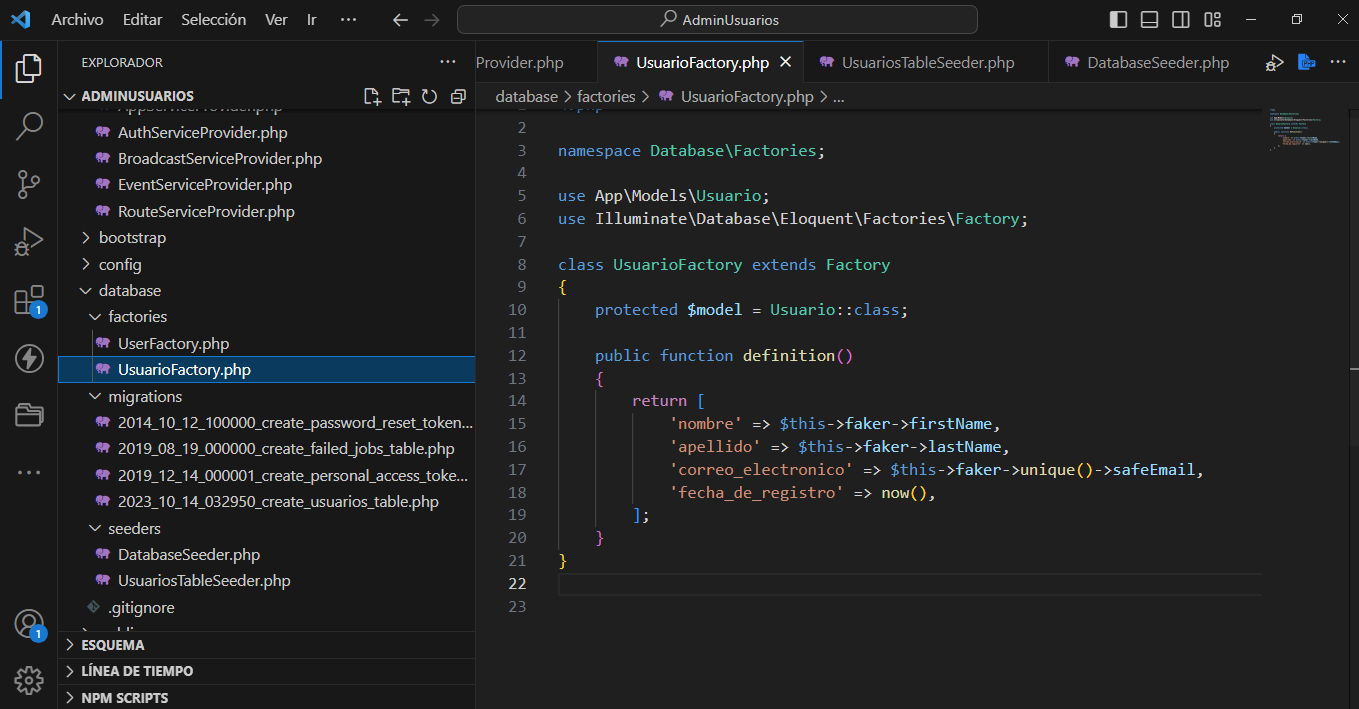 Archivo Editar Selección Ver Ir ··· AdminUsuarios
EXPLORADOR ···
ADMINUSUARIOS
AppServiceProvider.php
AuthServiceProvider.php
BroadcastServiceProvider.php
EventServiceProvider.php
RouteServiceProvider.php
bootstrap
config
database
factories
UserFactory.php
UsuarioFactory.php
migrations
2014_10_12_100000_create_password_reset_token...
2019_08_19_000000_create_failed_jobs_table.php
2019_12_14_000001_create_personal_access_toke...
2023_10_14_032950_create_usuarios_table.php
seeders
DatabaseSeeder.php
UsuariosTableSeeder.php
.gitignore
ESQUEMA
LÍNEA DE TIEMPO
NPM SCRIPTS
1
1
Provider.php UsuarioFactory.php UsuariosTableSeeder.php DatabaseSeeder.php ···
database > factories > UsuarioFactory.php > ...
2
3 namespace Database\Factories;
4
5 use App\Models\Usuario;
6 use Illuminate\Database\Eloquent\Factories\Factory;
7
8 class UsuarioFactory extends Factory
9 {
10 protected $model = Usuario::class;
11
12 public function definition()
13 {
14 return [
15 'nombre' => $this->faker->firstName,
16 'apellido' => $this->faker->lastName,
17 'correo_electronico' => $this->faker->unique()->safeEmail,
18 'fecha_de_registro' => now(),
19 ];
20 }
21 }
22
23